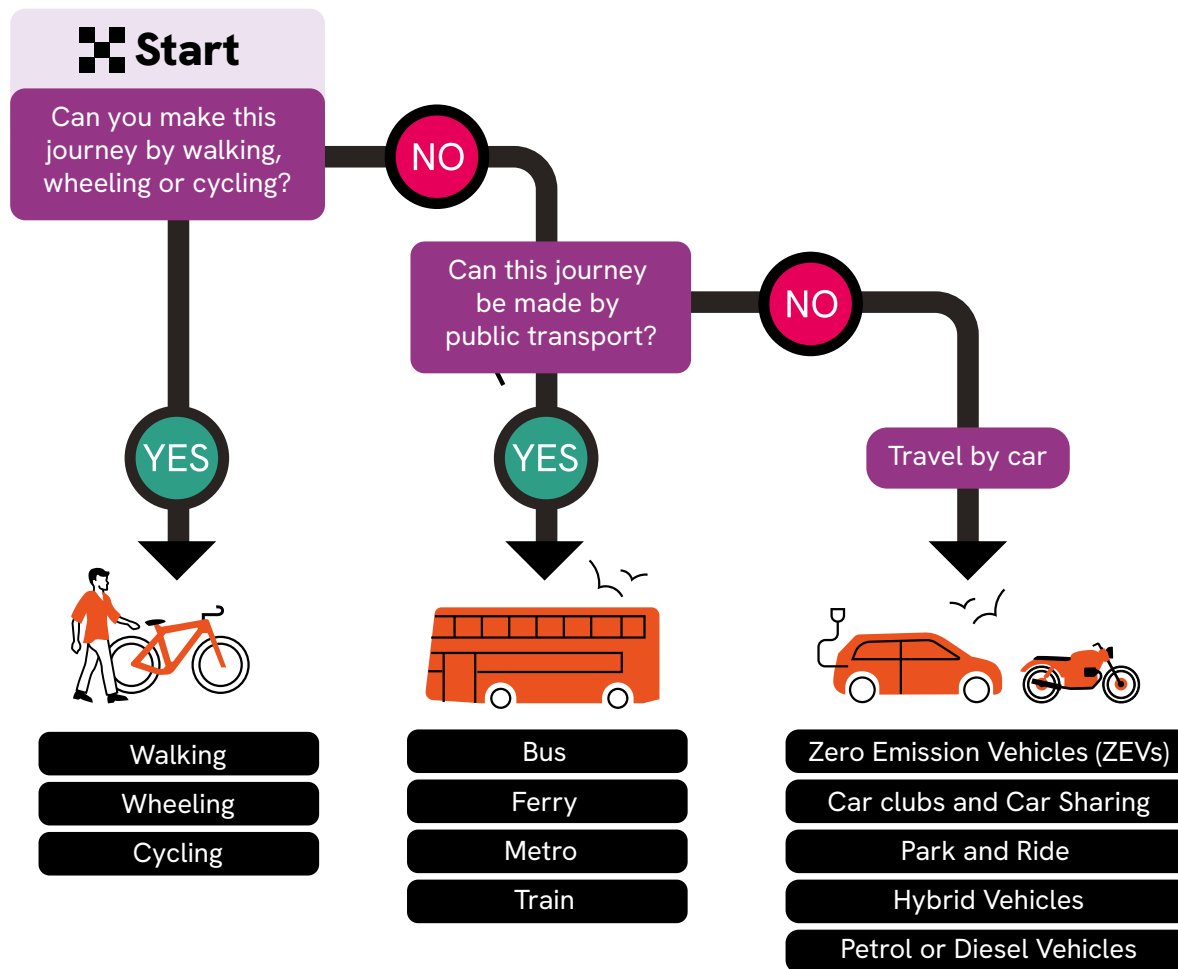 Start
Can you make this
journey by walking,
wheeling or cycling?
NO
Can this journey
be made by
public transport?
NO
YES
YES
Travel by car
Walking
Wheeling
Cycling
Bus
Ferry
Metro
Train
Zero Emission Vehicles (ZEVs)
Car clubs and Car Sharing
Park and Ride
Hybrid Vehicles
Petrol or Diesel Vehicles